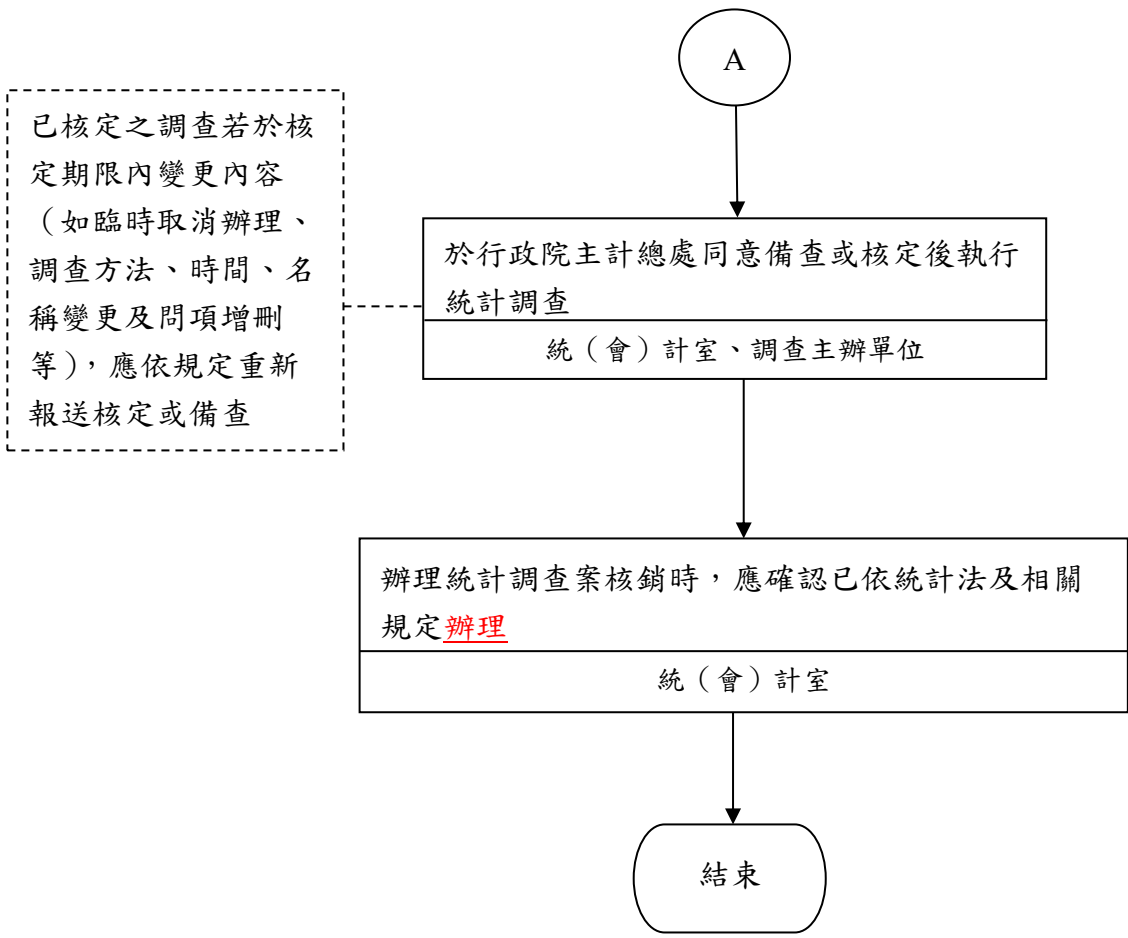 A
已核定之調查若於核
定期限內變更內容
（如臨時取消辦理、
調查方法、時間、名
稱變更及問項增刪
等），應依規定重新
報送核定或備查
於行政院主計總處同意備查或核定後執行
統計調查
統（會）計室、調查主辦單位
辦理統計調查案核銷時，應確認已依統計法及相關
規定辦理
統（會）計室
結束